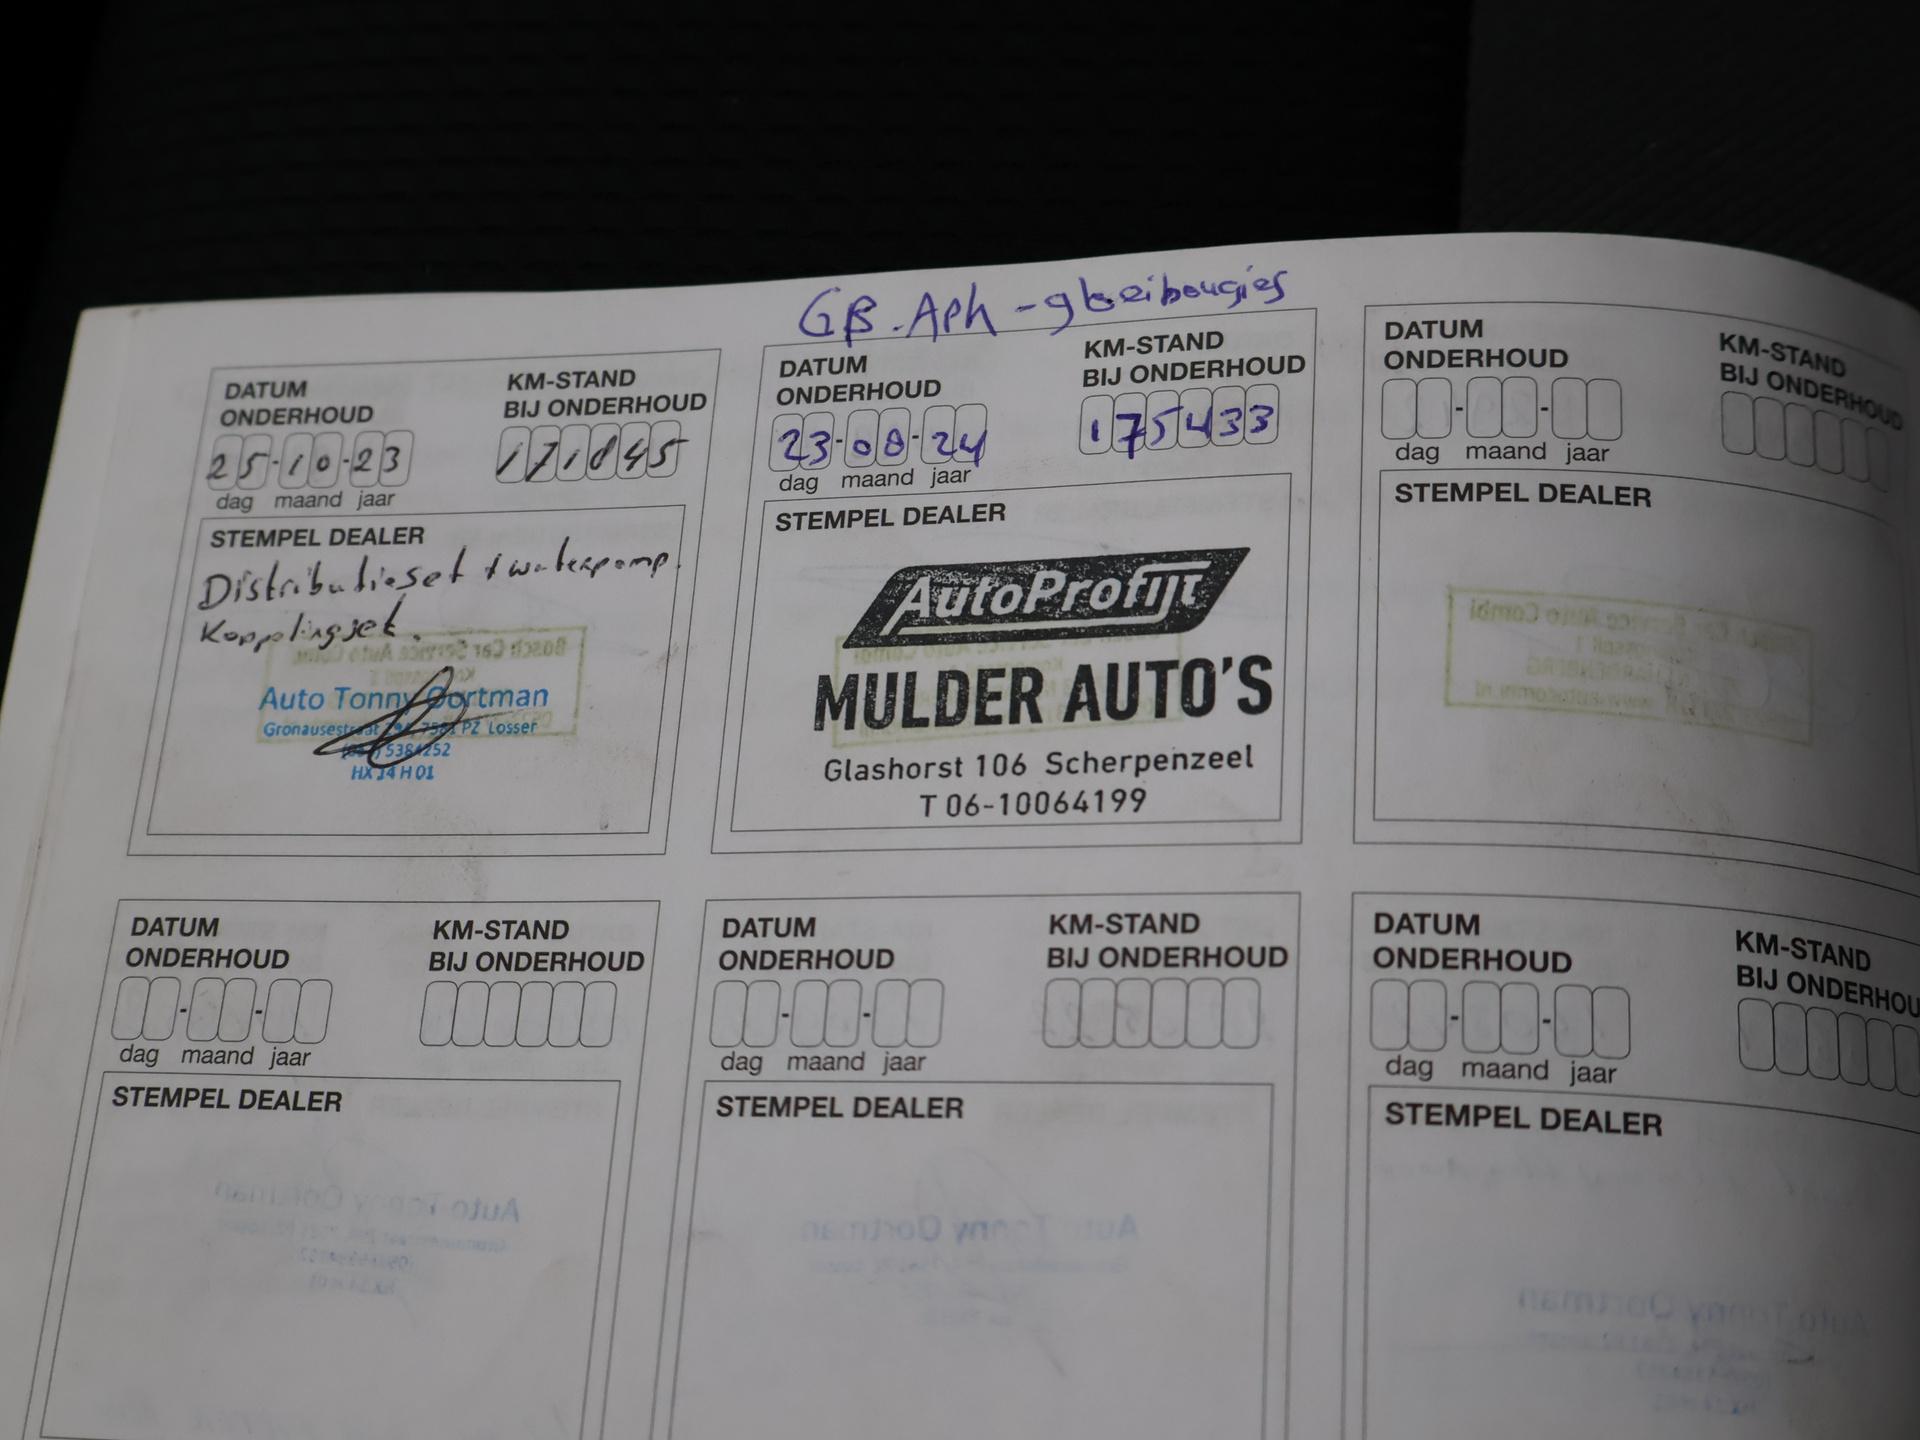 GB - APK - gloeibougies
DATUM ONDERHOUD
KM-STAND BIJ ONDERHOUD
25-10-23
171845
dag maand jaar
STEMPEL DEALER
Distributieset + waterpomp.
Koppelingset.
Auto Tonny Oortman
Losser
5384252
HX 14 H 01
DATUM ONDERHOUD
KM-STAND BIJ ONDERHOUD
23-08-24
175433
dag maand jaar
STEMPEL DEALER
AutoProfijt
MULDER AUTO'S
Glashorst 106 Scherpenzeel
T 06-10064199
DATUM ONDERHOUD
KM-STAND BIJ ONDERHOUD
dag maand jaar
STEMPEL DEALER
DATUM ONDERHOUD
KM-STAND BIJ ONDERHOUD
dag maand jaar
STEMPEL DEALER
DATUM ONDERHOUD
KM-STAND BIJ ONDERHOUD
dag maand jaar
STEMPEL DEALER
DATUM ONDERHOUD
KM-STAND
BIJ
dag maand jaar
STEMPEL DEALER